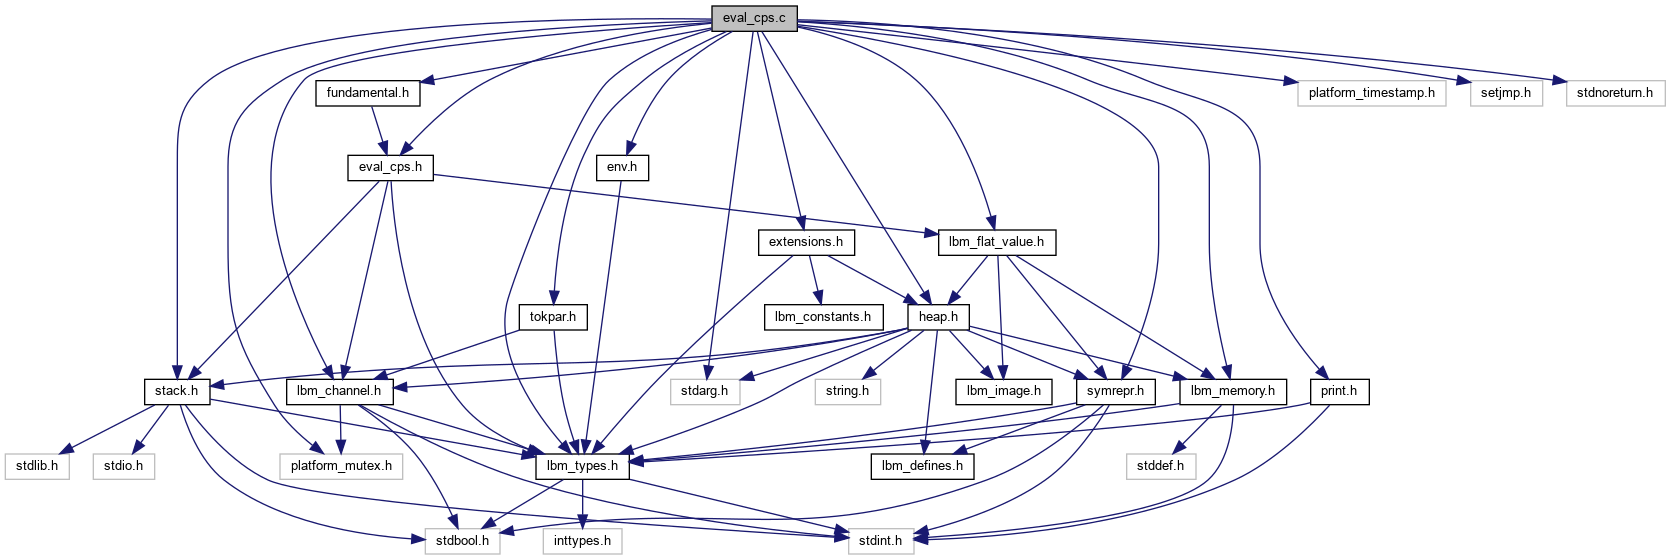 eval_cps.c
fundamental.h
platform_timestamp.h
setjmp.h
stdnoreturn.h
eval_cps.h
env.h
extensions.h
lbm_flat_value.h
tokpar.h
lbm_constants.h
heap.h
stack.h
lbm_channel.h
stdarg.h
string.h
lbm_image.h
symrepr.h
lbm_memory.h
print.h
stdlib.h
stdio.h
platform_mutex.h
lbm_types.h
lbm_defines.h
stddef.h
stdbool.h
inttypes.h
stdint.h